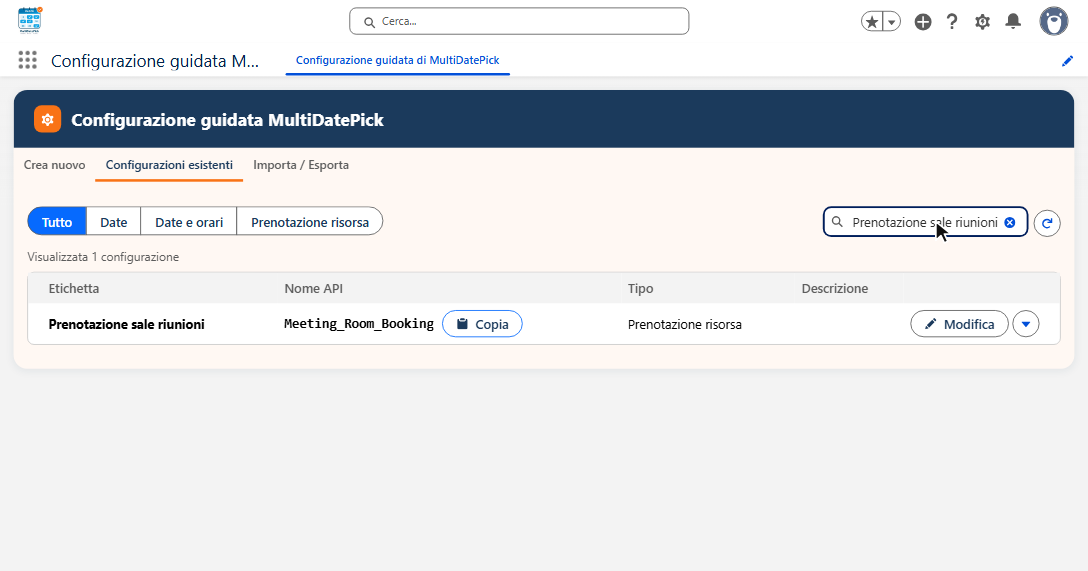 Cerca...
Configurazione guidata M...
Configurazione guidata di MultiDatePick
Configurazione guidata MultiDatePick
Crea nuovo
Configurazioni esistenti
Importa / Esporta
Tutto
Date
Date e orari
Prenotazione risorsa
Prenotazione sale riunioni
Visualizzata 1 configurazione
Etichetta
Nome API
Tipo
Descrizione
Prenotazione sale riunioni
Meeting_Room_Booking
Copia
Prenotazione risorsa
Modifica